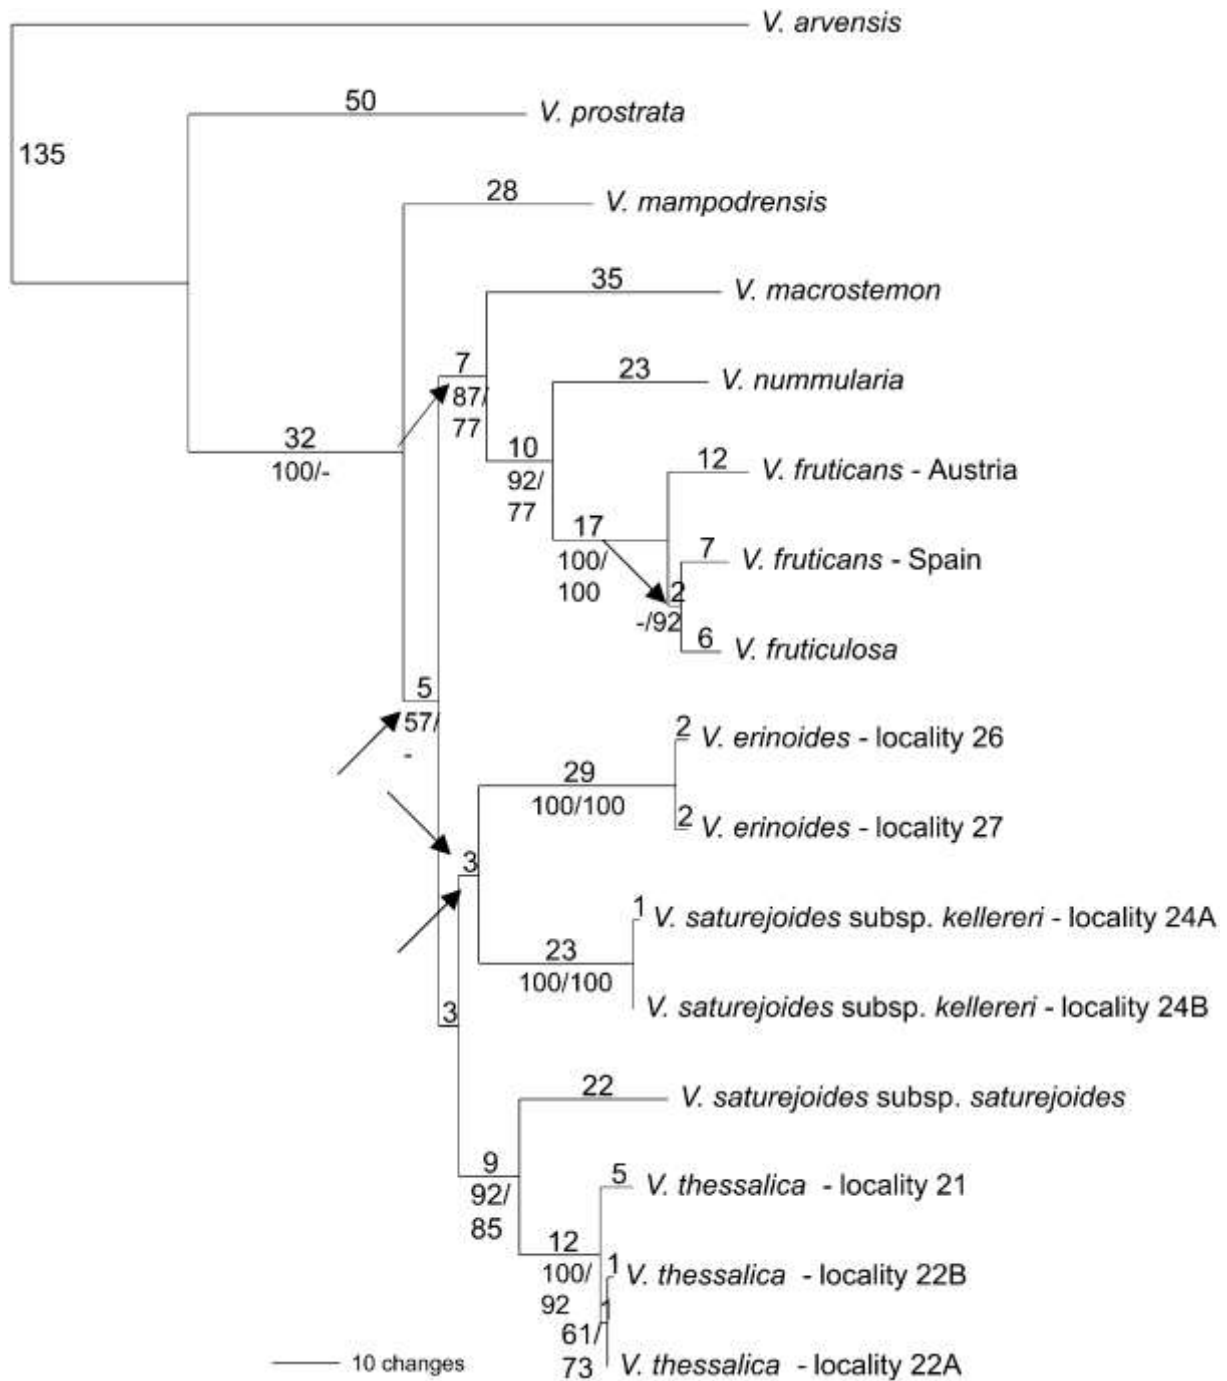 V. arvensis
50
V. prostrata
135
28
V. mampodrensis
35
V. macrostemon
7
87/
77
23
V. nummularia
32
100/-
10
92/
77
12
V. fruticans - Austria
17
100/
100
7
V. fruticans - Spain
2
-/92
6
V. fruticulosa
5
57/
-
2
V. erinoides - locality 26
29
100/100
2
V. erinoides - locality 27
3
1
V. saturejoides subsp. kellereri - locality 24A
23
100/100
V. saturejoides subsp. kellereri - locality 24B
3
22
V. saturejoides subsp. saturejoides
9
92/
85
5
V. thessalica - locality 21
12
100/
92
1
V. thessalica - locality 22B
1
61/
73
V. thessalica - locality 22A
10 changes